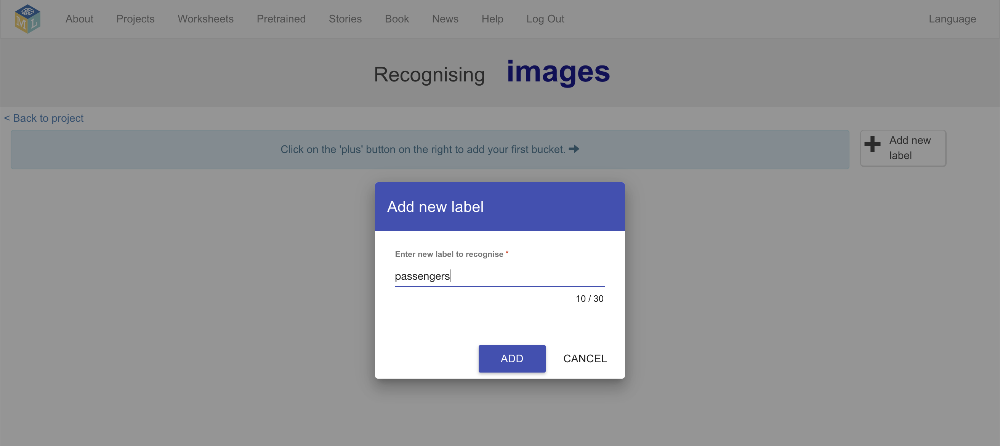 M L
About Projects Worksheets Pretrained Stories Book News Help Log Out Language
Recognising images
< Back to project
Click on the 'plus' button on the right to add your first bucket.
Add new
label
Add new label
Enter new label to recognise *
passengers
10 / 30
ADD CANCEL